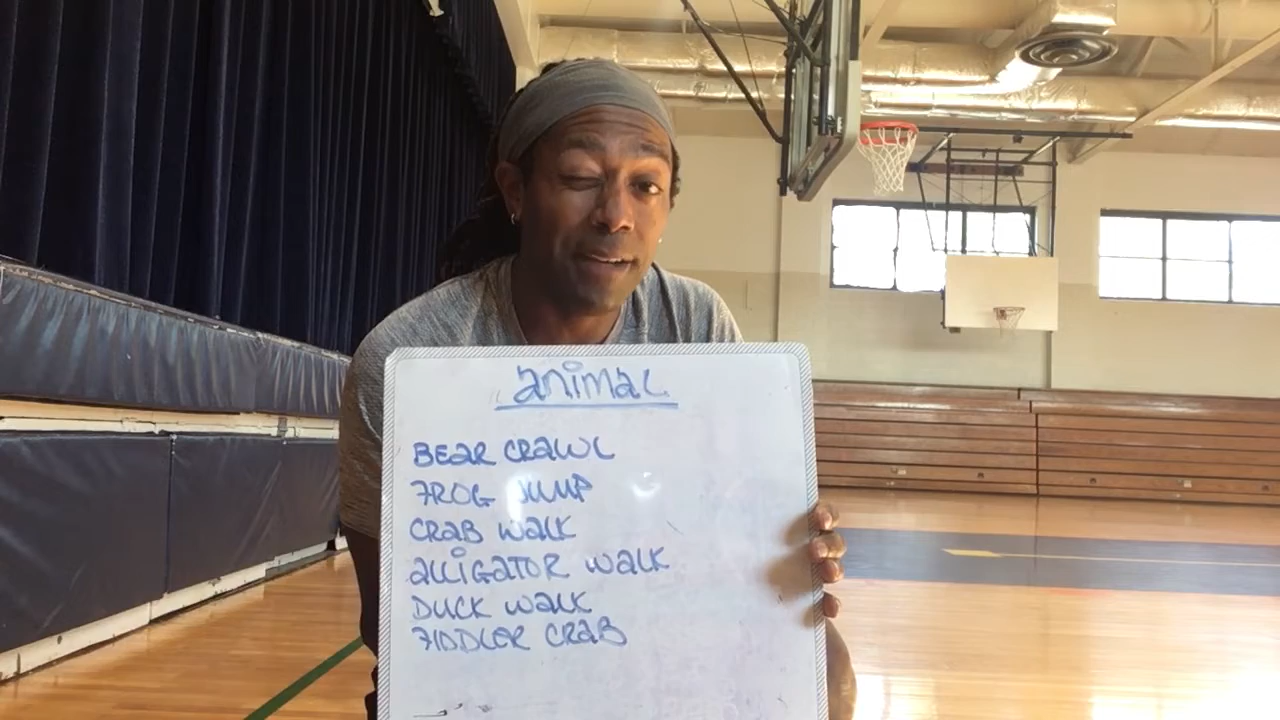 animal
BEAR CRAWL
FROG JUMP
CRAB WALK
alliGATOR WALK
DUCK WALK
FIDDLER CRAB